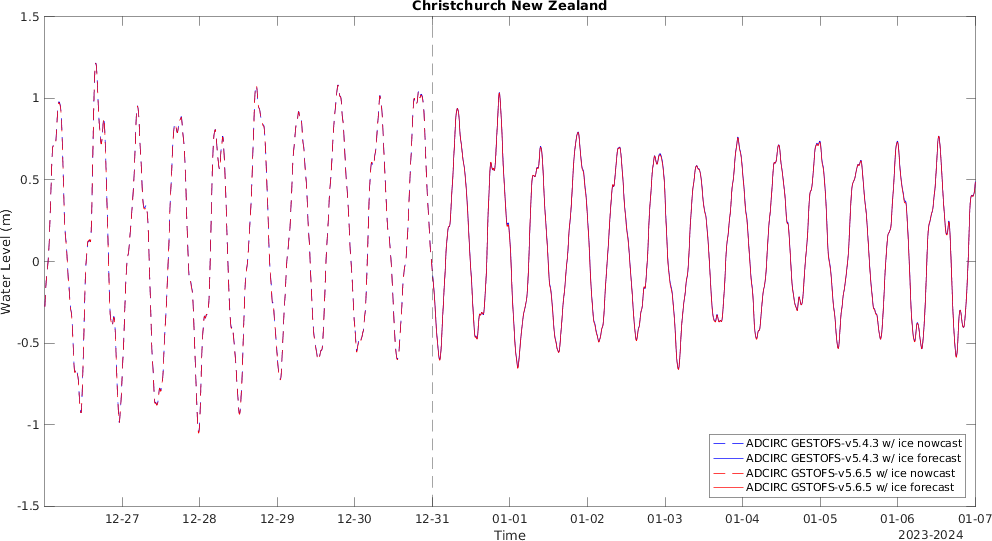 Christchurch New Zealand
1.5
1
0.5
0
-0.5
-1
-1.5
Water Level (m)
12-27 12-28 12-29 12-30 12-31 01-01 01-02 01-03 01-04 01-05 01-06 01-07
Time
2023-2024
ADCIRC GESTOFS-v5.4.3 w/ ice nowcast
ADCIRC GESTOFS-v5.4.3 w/ ice forecast
ADCIRC GSTOFS-v5.6.5 w/ ice nowcast
ADCIRC GSTOFS-v5.6.5 w/ ice forecast